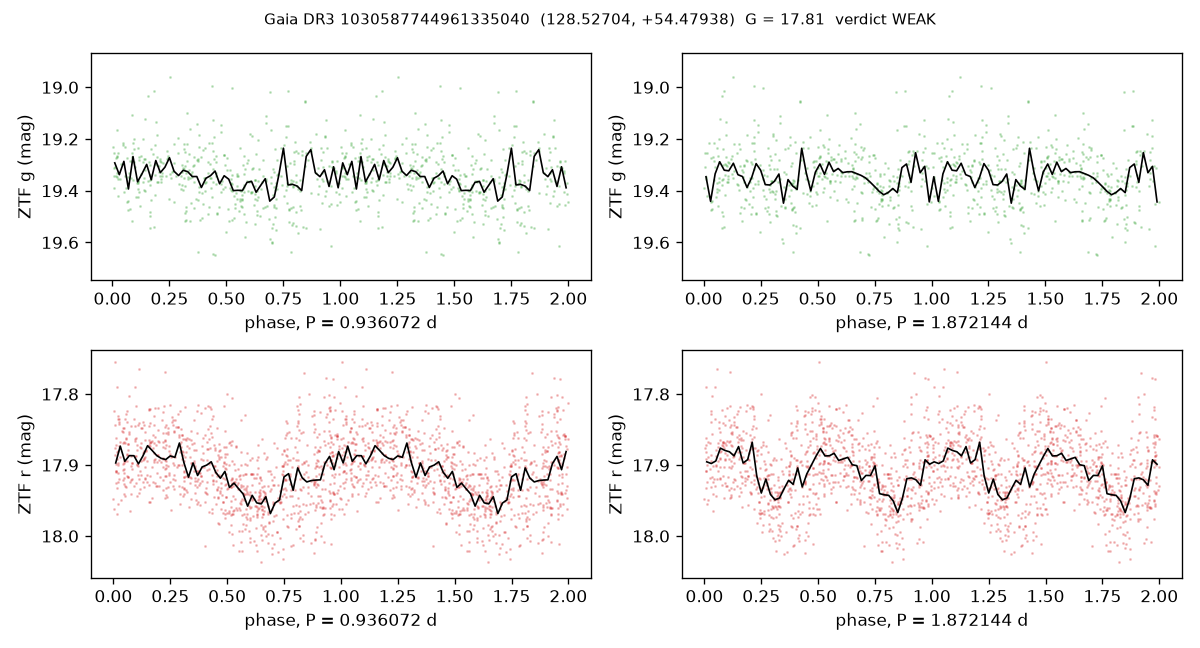 Gaia DR3 1030587744961335040  (128.52704, +54.47938)  G = 17.81  verdict WEAK
ZTF g (mag)
19.0
19.2
19.4
19.6
0.00 0.25 0.50 0.75 1.00 1.25 1.50 1.75 2.00
phase, P = 0.936072 d
ZTF g (mag)
19.0
19.2
19.4
19.6
0.00 0.25 0.50 0.75 1.00 1.25 1.50 1.75 2.00
phase, P = 1.872144 d
ZTF r (mag)
17.8
17.9
18.0
0.00 0.25 0.50 0.75 1.00 1.25 1.50 1.75 2.00
phase, P = 0.936072 d
ZTF r (mag)
17.8
17.9
18.0
0.00 0.25 0.50 0.75 1.00 1.25 1.50 1.75 2.00
phase, P = 1.872144 d